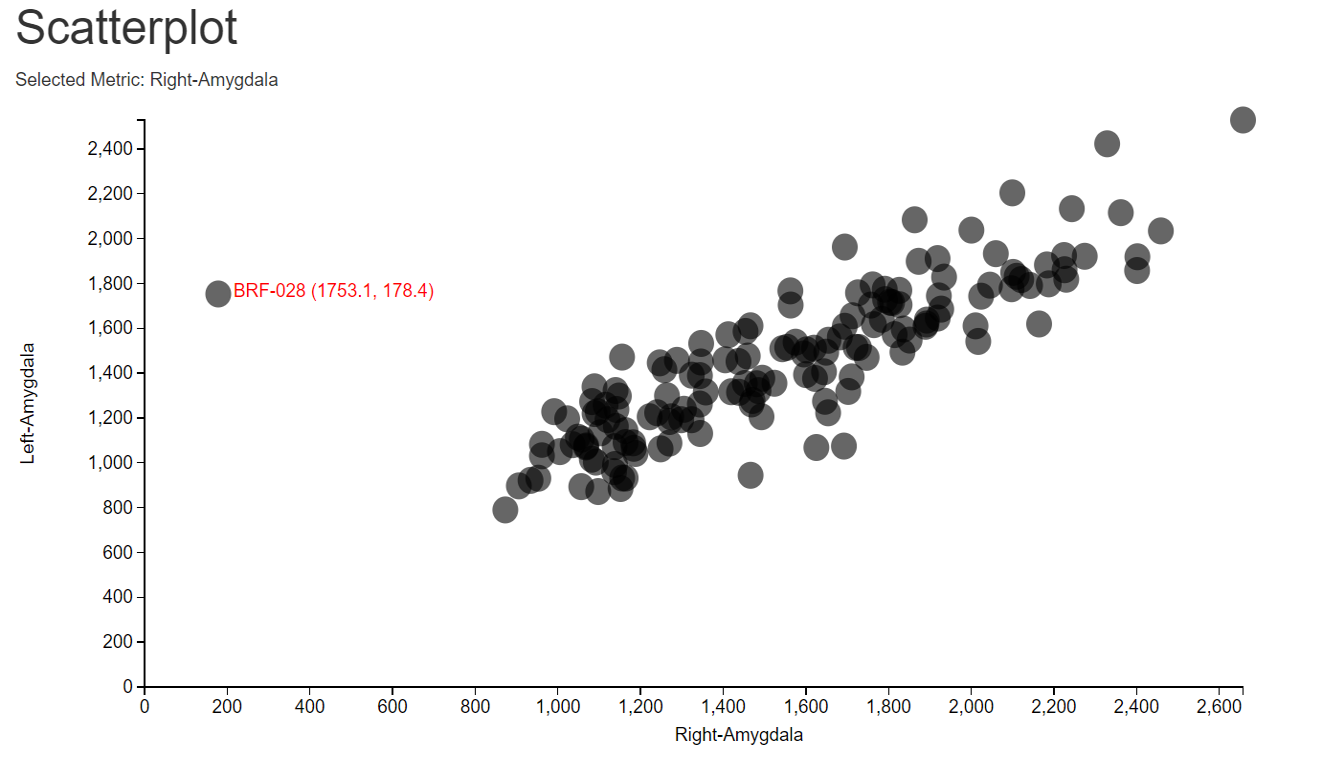 Scatterplot
Selected Metric: Right-Amygdala
2,400
2,200
2,000
1,800
BRF-028 (1753.1, 178.4)
1,600
1,400
1,200
1,000
800
600
400
200
0
Left-Amygdala
0 200 400 600 800 1,000 1,200 1,400 1,600 1,800 2,000 2,200 2,400 2,600
Right-Amygdala